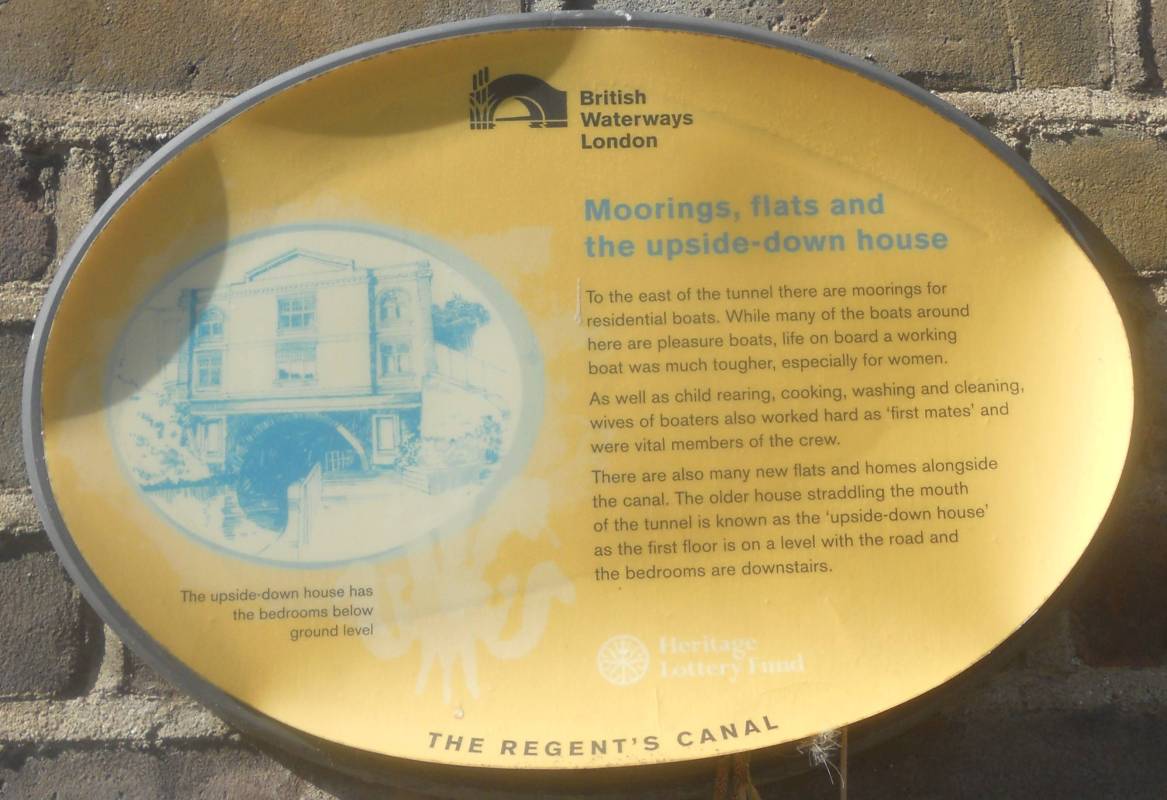 British
Waterways
London
Moorings, flats and
the upside-down house
To the east of the tunnel there are moorings for
residential boats. While many of the boats around
here are pleasure boats, life on board a working
boat was much tougher, especially for women.
As well as child rearing, cooking, washing and cleaning,
wives of boaters also worked hard as ‘first mates’ and
were vital members of the crew.
There are also many new flats and homes alongside
the canal. The older house straddling the mouth
of the tunnel is known as the ‘upside-down house’
as the first floor is on a level with the road and
the bedrooms are downstairs.
The upside-down house has
the bedrooms below
ground level
Heritage
Lottery Fund
THE REGENT'S CANAL